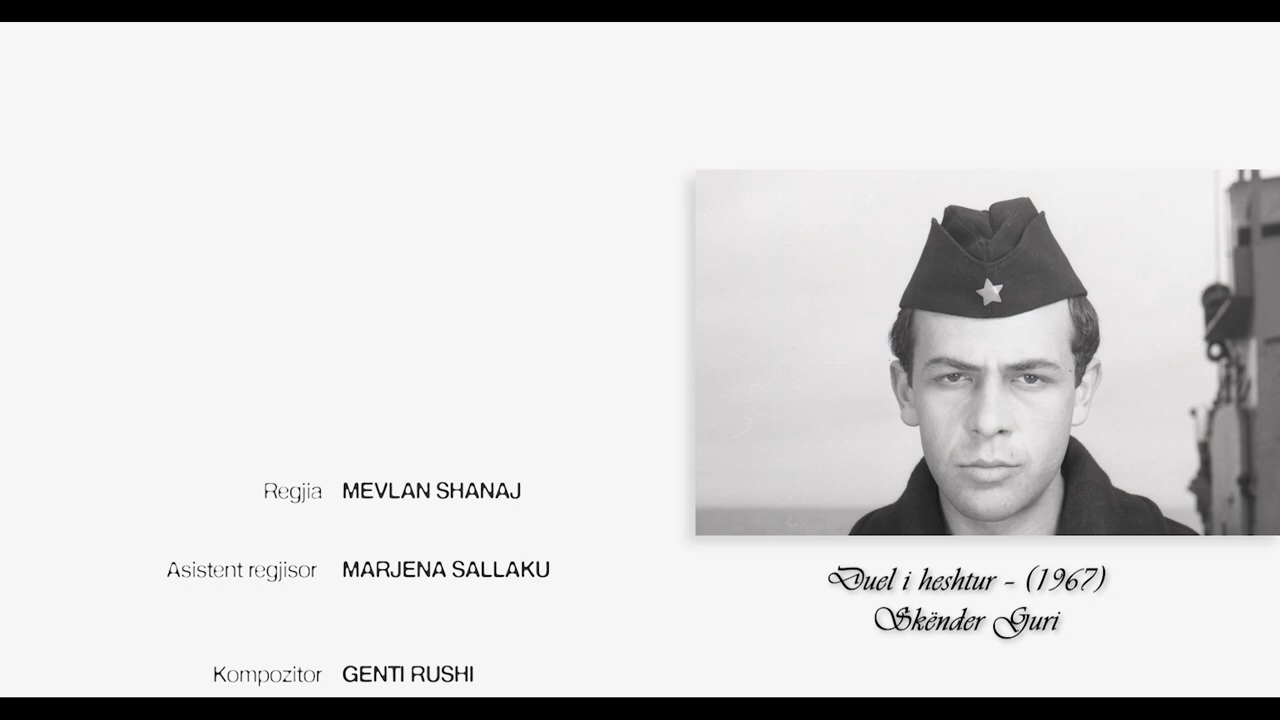 Regjia MEVLAN SHANAJ
Asistent regjisor MARJENA SALLAKU
Kompozitor GENTI RUSHI
Duel i heshtur - (1967)
Skënder Guri